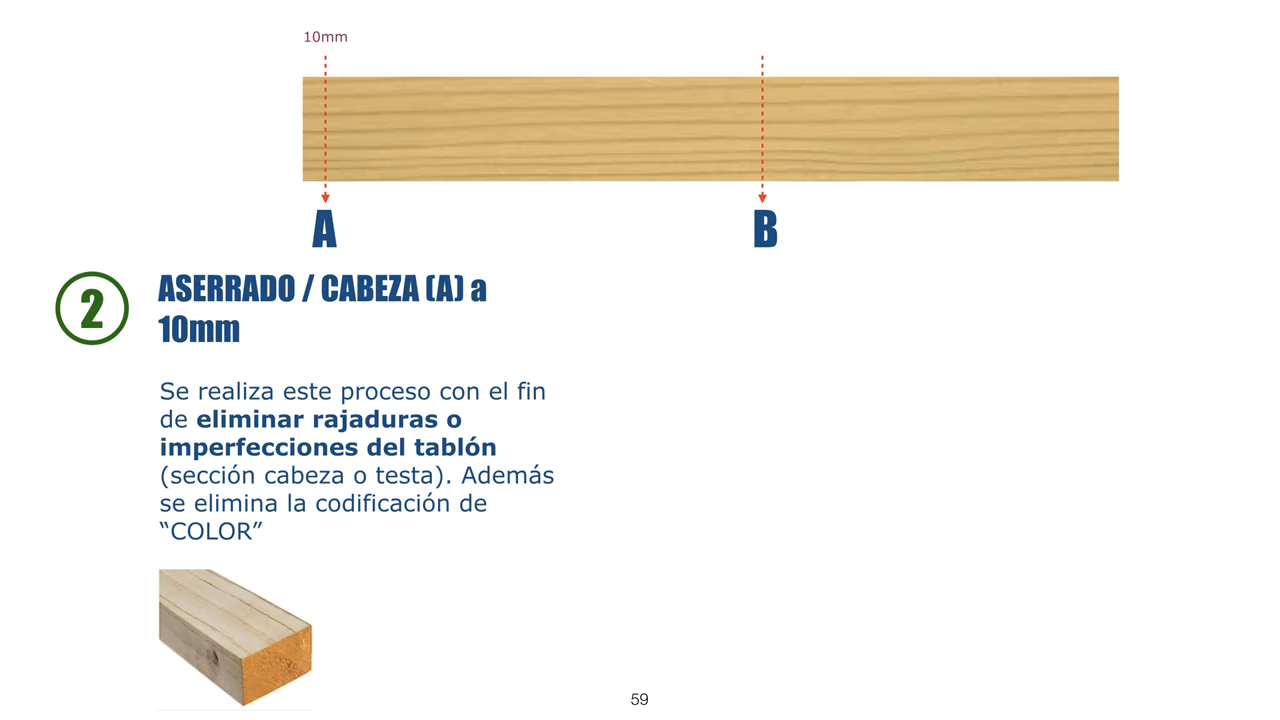 10mm
A
B
2
ASERRADO / CABEZA (A) a
10mm
Se realiza este proceso con el fin
de eliminar rajaduras o
imperfecciones del tablón
(sección cabeza o testa). Además
se elimina la codificación de
“COLOR”
59